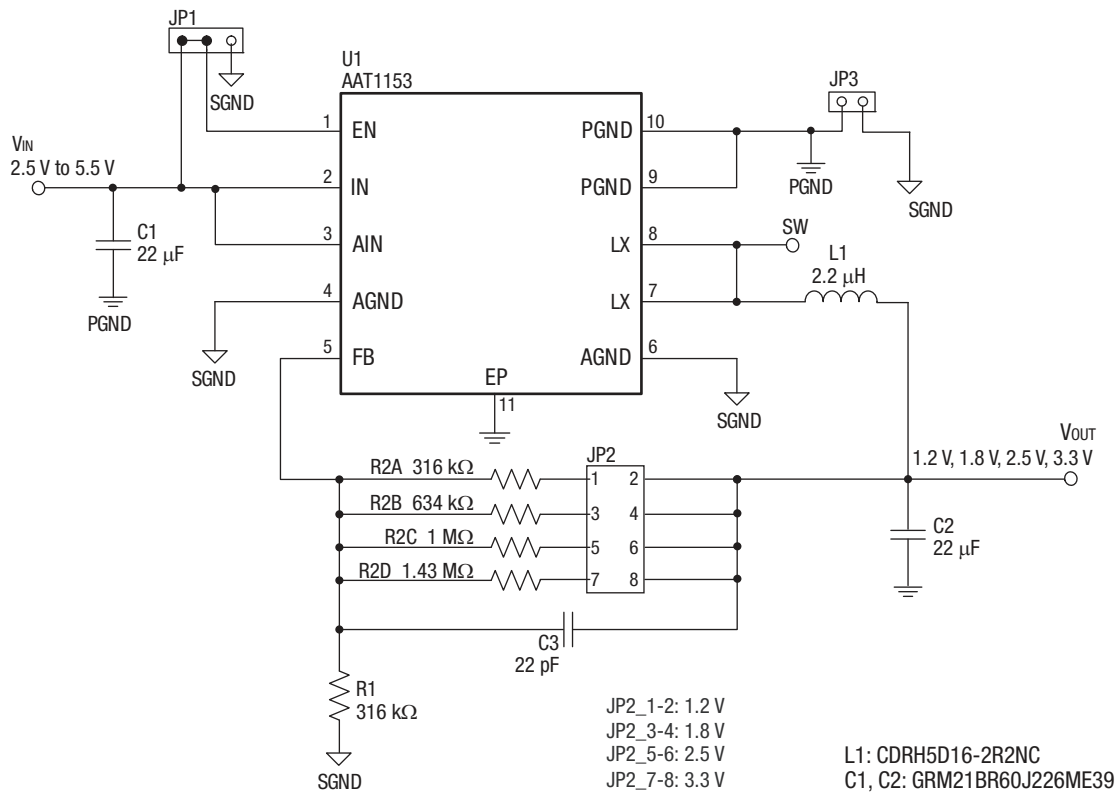 JP1
SGND
U1
AAT1153
JP3
1 EN
PGND 10
PGND
SGND
VIN
2.5 V to 5.5 V
2 IN
PGND 9
C1
22 μF
PGND
3 AIN
LX 8
SW
L1
2.2 μH
4 AGND
LX 7
SGND
5 FB
AGND 6
SGND
EP
11
VOUT
1.2 V, 1.8 V, 2.5 V, 3.3 V
JP2
R2A 316 kΩ
1 2
R2B 634 kΩ
3 4
R2C 1 MΩ
5 6
R2D 1.43 MΩ
7 8
C2
22 μF
C3
22 pF
R1
316 kΩ
SGND
JP2_1-2: 1.2 V
JP2_3-4: 1.8 V
JP2_5-6: 2.5 V
JP2_7-8: 3.3 V
L1: CDRH5D16-2R2NC
C1, C2: GRM21BR60J226ME39